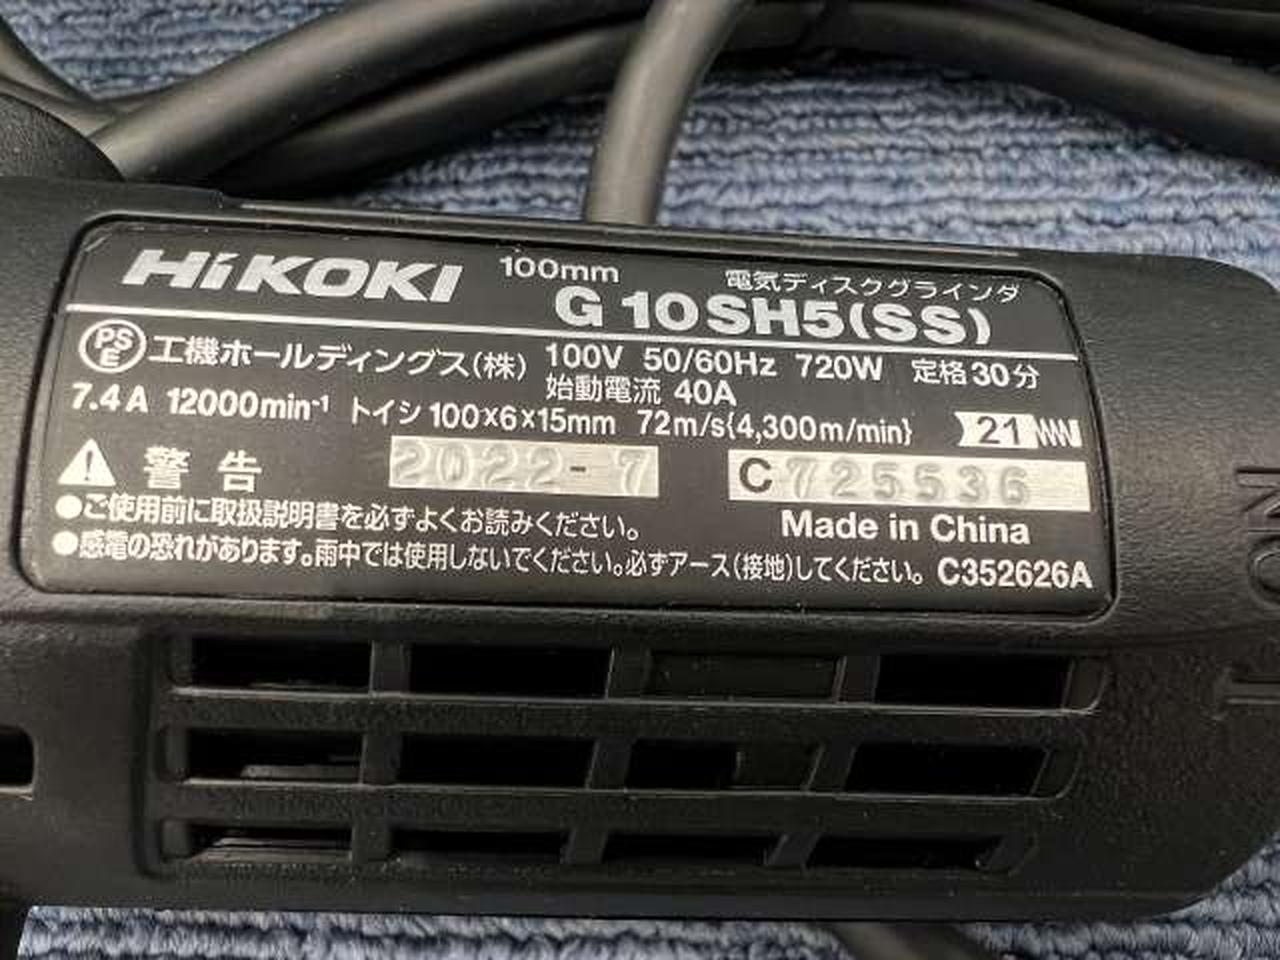 HiKOKI 100mm 電気ディスクグラインダ
G 10SH5(SS)
PSE 工機ホールディングス(株) 100V 50/60Hz 720W 定格30分
始動電流 40A
7.4A 12000min⁻¹ トイシ 100×6×15mm 72m/s{4,300m/min} 21
警告 2022-7 C725536
●ご使用前に取扱説明書を必ずよくお読みください。
Made in China
●感電の恐れがあります。雨中では使用しないでください。必ずアース(接地)してください。 C352626A